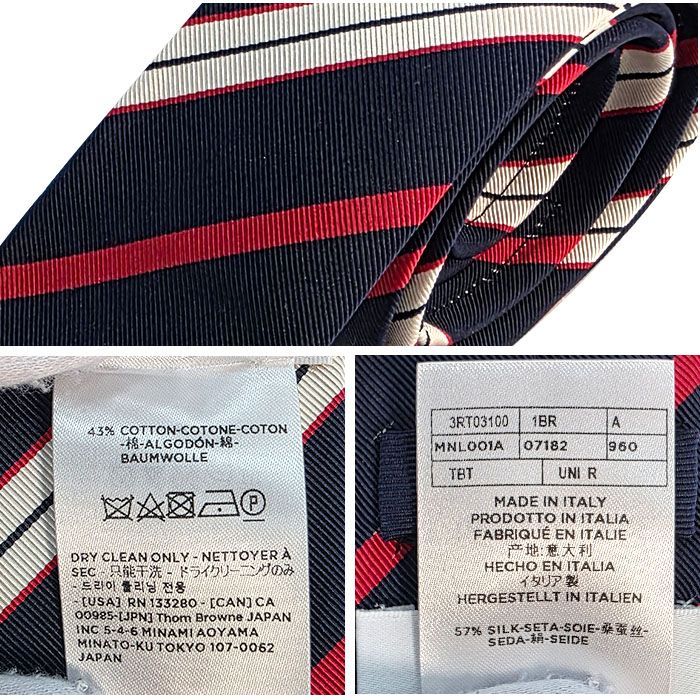 43% COTTON-COTONE-COTON
-棉-ALGODÓN-綿-
BAUMWOLLE
DRY CLEAN ONLY - NETTOYER À
SEC - 只能干洗 - ドライクリーニングのみ
- 드라이 클리닝 전용
- [USA] RN 133280 - [CAN] CA
00985-[JPN] Thom Browne JAPAN
INC 5-4-6 MINAMI AOYAMA
MINATO-KU TOKYO 107-0062
JAPAN
3RT03100 1BR A
MNL001A 07182 960
TBT UNI R
MADE IN ITALY
PRODOTTO IN ITALIA
FABRIQUÉ EN ITALIE
产地:意大利
HECHO EN ITALIA
イタリア製
HERGESTELLT IN ITALIEN
57% SILK-SETA-SOIE-桑蚕丝-
SEDA-絹-SEIDE